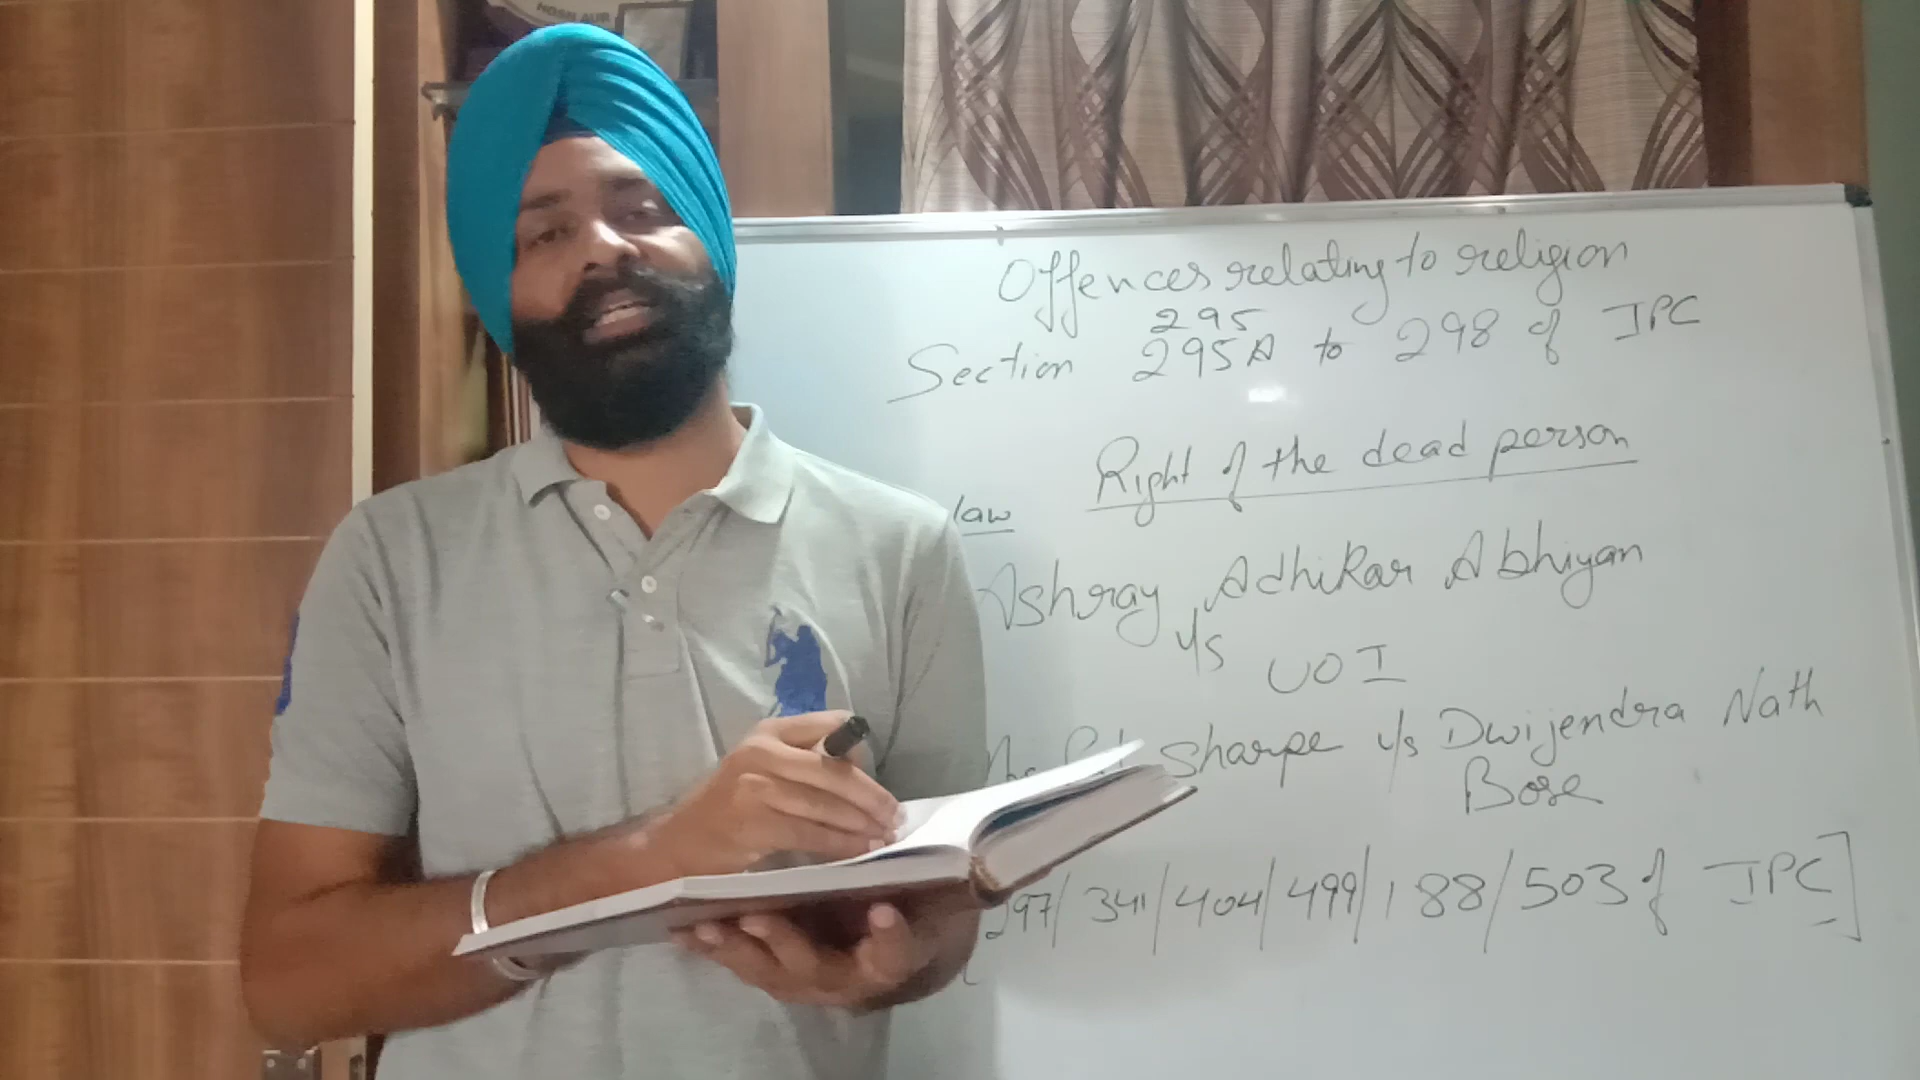 Offences relating to religion
295
Section 295A to 298 of IPC
Right of the dead person
law
Ashray Adhikar Abhiyan
v/s
UOI
Sharpe v/s Dwijendra Nath
Bose
297/ 341/ 404/ 499/ 188/ 503 of IPC]